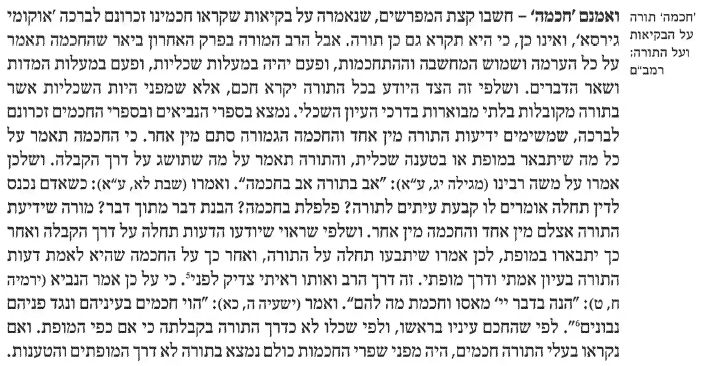 'חכמה' תורה
על הבקיאות
ועל התורה;
רמב"ם
ואמנם 'חכמה' – חשבו קצת המפרשים, שנאמרה על בקיאות שקראו חכמינו זכרונם לברכה 'אוקומי
גירסא', ואינו כן, כי היא תקרא גם כן תורה. אבל הרב המורה בפרק האחרון ביאר שהחכמה תאמר
על כל הערמה ושמוש המחשבה וההתחכמות, ופעם יהיה במעלות שכליות, ופעם במעלות המדות
ושאר הדברים. ושלפי זה הצד היודע בכל התורה יקרא חכם, אלא שמפני היות השכליות אשר
בתורה מקובלות בלתי מבוארות בדרכי העיון השכלי. נמצא בספרי הנביאים ובספרי החכמים זכרונם
לברכה, שמשימים ידיעות התורה מין אחד והחכמה הגמורה סתם מין אחר. כי החכמה תאמר על
כל מה שיתבאר במופת או בטענה שכלית, והתורה תאמר על מה שתושג על דרך הקבלה. ושלכן
אמרו על משה רבינו (מגילה יג, ע"א): "אב בתורה אב בחכמה". ואמרו (שבת לא, ע"א): כשאדם נכנס
לדין תחלה אומרים לו קבעת עיתים לתורה? פלפלת בחכמה? הבנת דבר מתוך דבר? מורה שידיעת
התורה אצלם מין אחד והחכמה מין אחר. ושלפי שראוי שיודעו הדעות תחלה על דרך הקבלה ואחר
כך יתבארו במופת, לכן אמרו שיתבעו תחלה על התורה, ואחר כך על החכמה שהיא לאמת דעות
התורה בעיון אמתי ודרך מופתי. זה דרך הרב ואותו ראיתי צדיק לפני5. כי על כן אמר הנביא (ירמיה
ח, ט): "הנה בדבר יי' מאסו וחכמת מה להם". ואמר (ישעיה ה, כא): "הוי חכמים בעיניהם ונגד פניהם
נבונים6". לפי שהחכם עיניו בראשו, ולפי שכלו לא כדרך התורה בקבלתה כי אם כפי המופת. ואם
נקראו בעלי התורה חכמים, היה מפני שפרי החכמות כולם נמצא בתורה לא דרך המופתים והטענות.